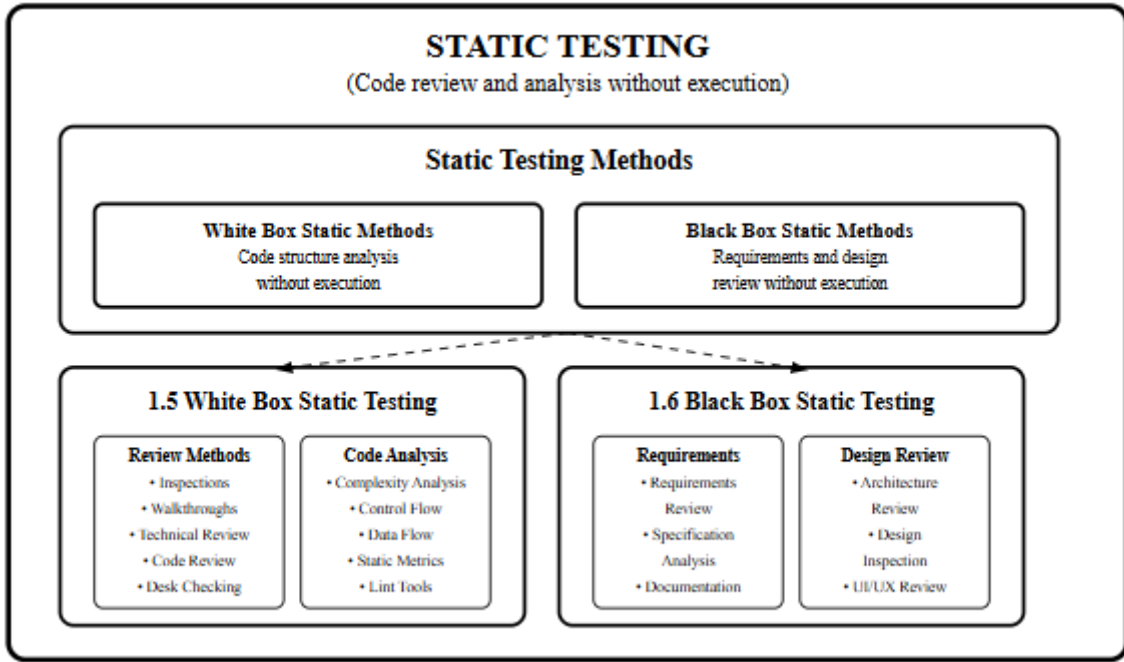 STATIC TESTING
(Code review and analysis without execution)
Static Testing Methods
White Box Static Methods
Code structure analysis
without execution
Black Box Static Methods
Requirements and design
review without execution
1.5 White Box Static Testing
Review Methods
• Inspections
• Walkthroughs
• Technical Review
• Code Review
• Desk Checking
Code Analysis
• Complexity Analysis
• Control Flow
• Data Flow
• Static Metrics
• Lint Tools
1.6 Black Box Static Testing
Requirements
• Requirements
Review
• Specification
Analysis
• Documentation
Design Review
• Architecture
Review
• Design
Inspection
• UI/UX Review